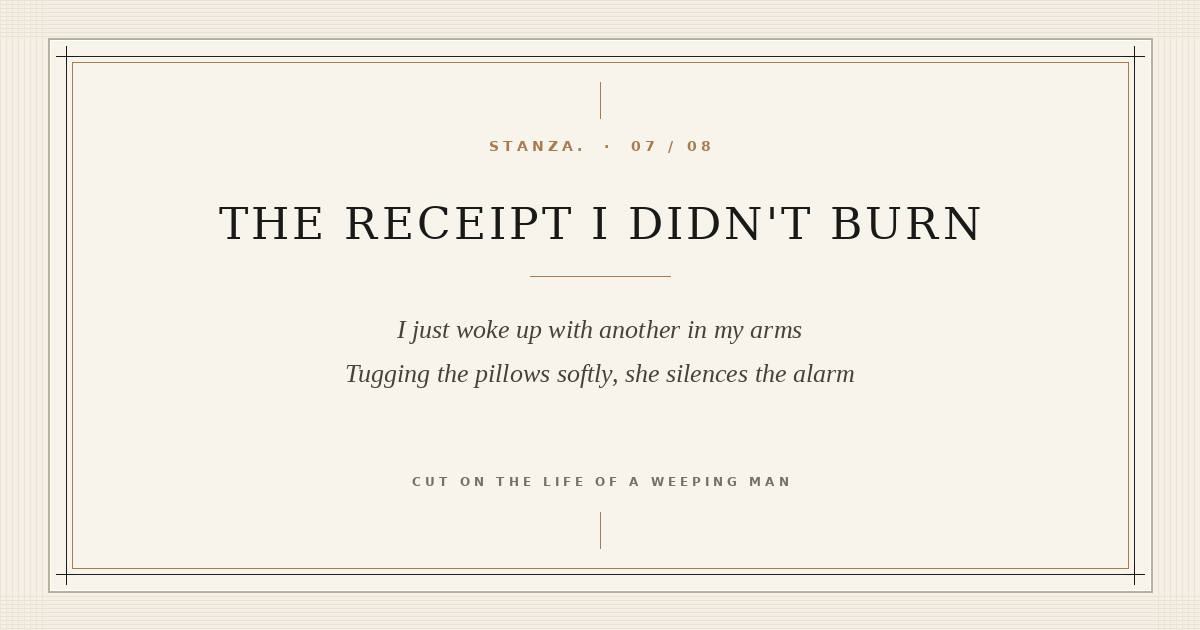 STANZA. · 07 / 08
THE RECEIPT I DIDN'T BURN
I just woke up with another in my arms
Tugging the pillows softly, she silences the alarm
CUT ON THE LIFE OF A WEEPING MAN